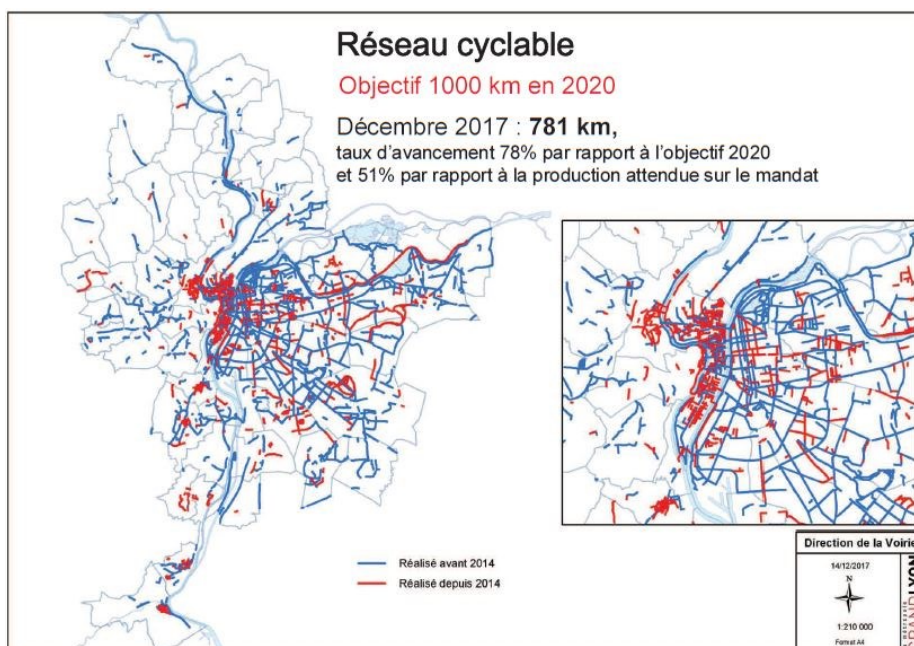 Réseau cyclable
Objectif 1000 km en 2020
Décembre 2017 : 781 km,
taux d'avancement 78% par rapport à l'objectif 2020
et 51% par rapport à la production attendue sur le mandat
Réalisé avant 2014
Réalisé depuis 2014
Direction de la Voirie
14/12/2017
N
1:210 000
Format A4
GRANDLYON